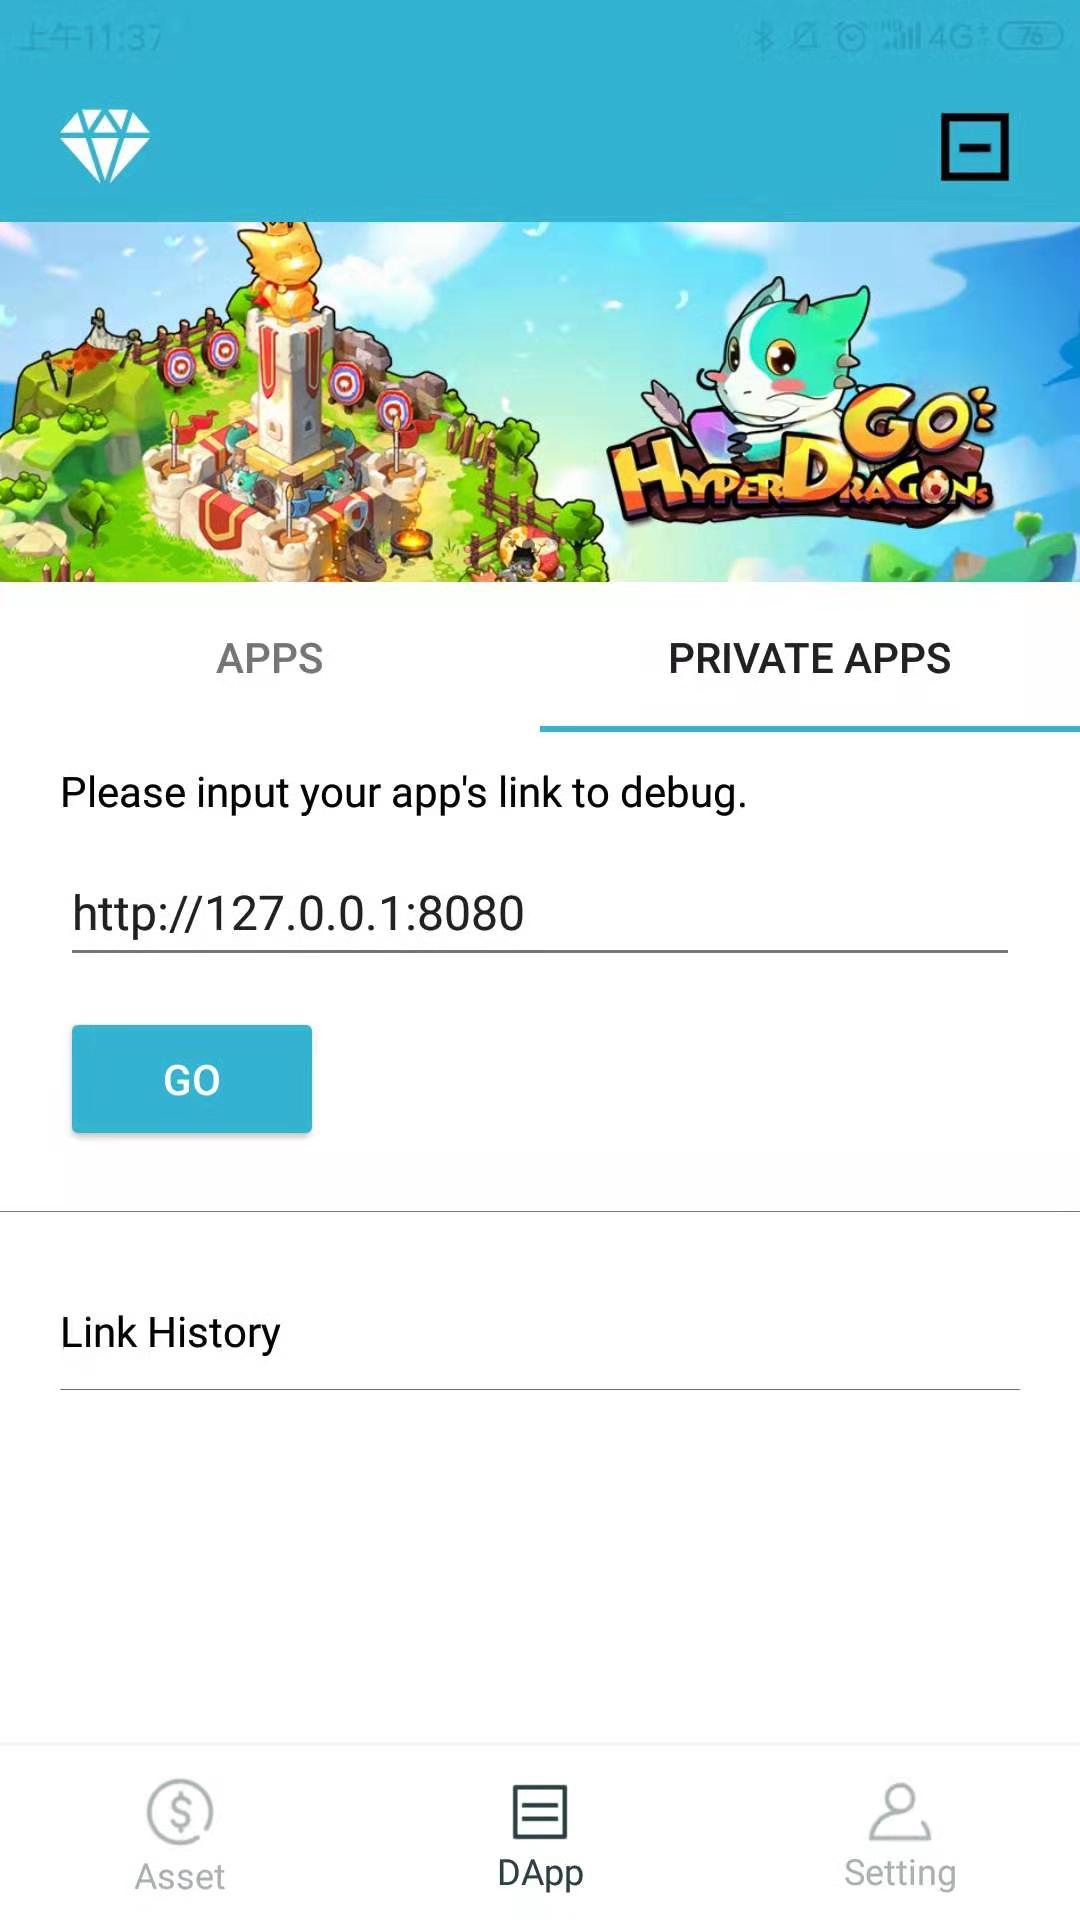 上午11:37
HD 4G+ 76
GO
HYPERDRAGONS
APPS
PRIVATE APPS
Please input your app's link to debug.
http://127.0.0.1:8080
GO
Link History
Asset
DApp
Setting